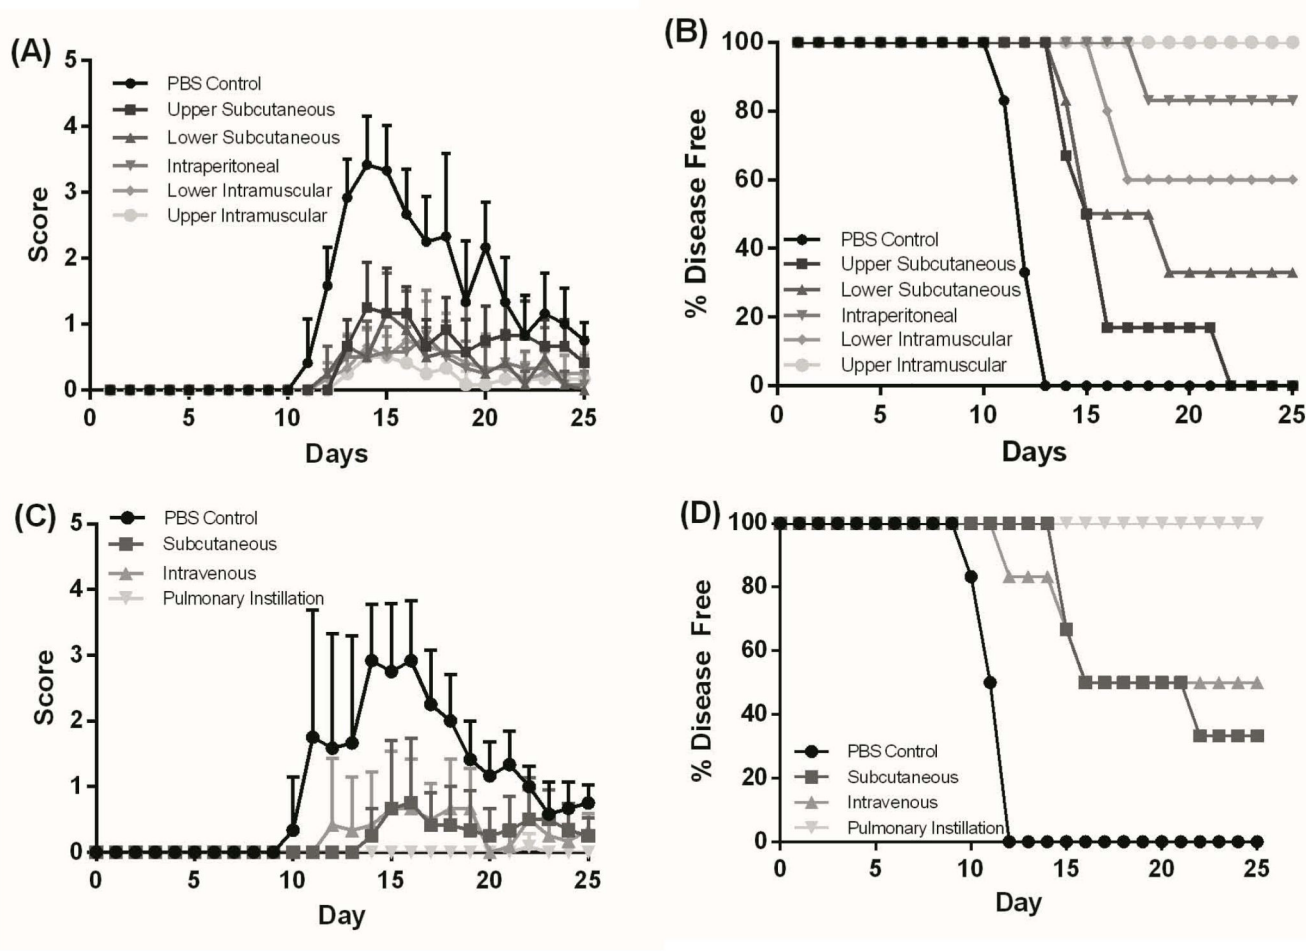 (A)
5
4
3
2
1
0
Score
PBS Control
Upper Subcutaneous
Lower Subcutaneous
Intraperitoneal
Lower Intramuscular
Upper Intramuscular
0 5 10 15 20 25
Days
(B)
100
80
60
40
20
0
% Disease Free
PBS Control
Upper Subcutaneous
Lower Subcutaneous
Intraperitoneal
Lower Intramuscular
Upper Intramuscular
0 5 10 15 20 25
Days
(C)
5
4
3
2
1
0
Score
PBS Control
Subcutaneous
Intravenous
Pulmonary Instillation
0 5 10 15 20 25
Day
(D)
100
80
60
40
20
0
% Disease Free
PBS Control
Subcutaneous
Intravenous
Pulmonary Instillation
0 5 10 15 20 25
Day